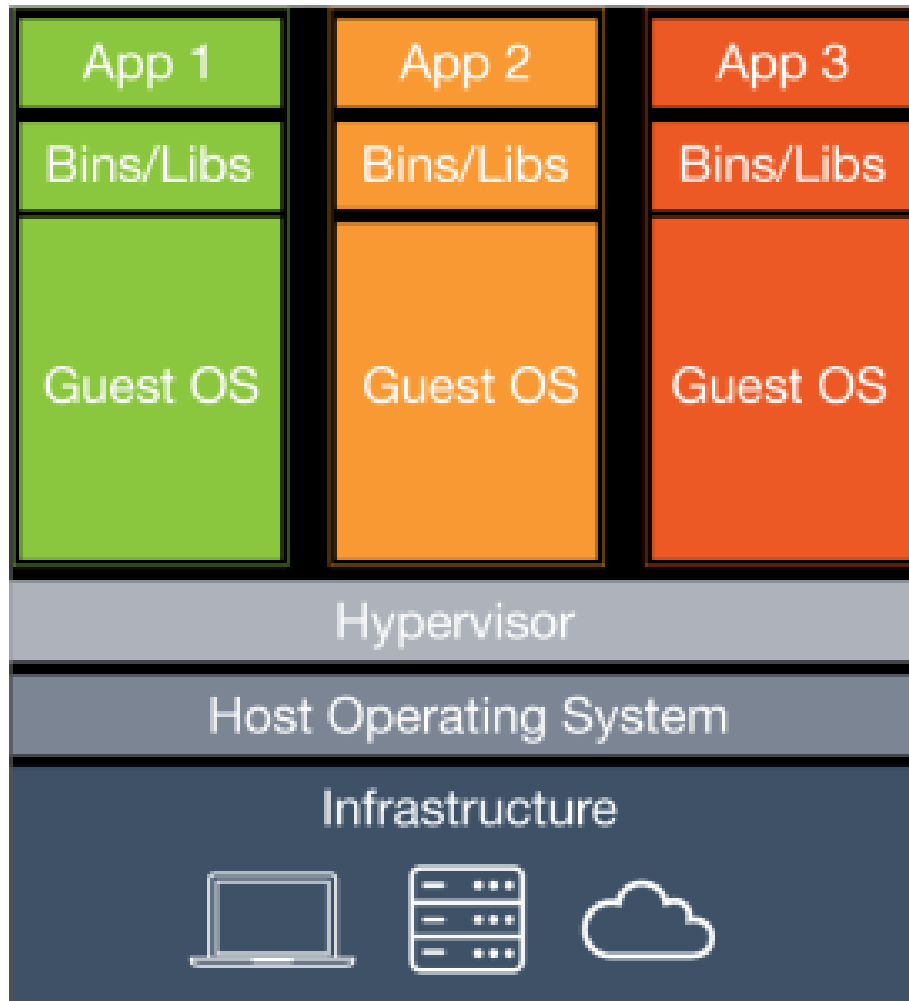 App 1
App 2
App 3
Bins/Libs
Bins/Libs
Bins/Libs
Guest OS
Guest OS
Guest OS
Hypervisor
Host Operating System
Infrastructure